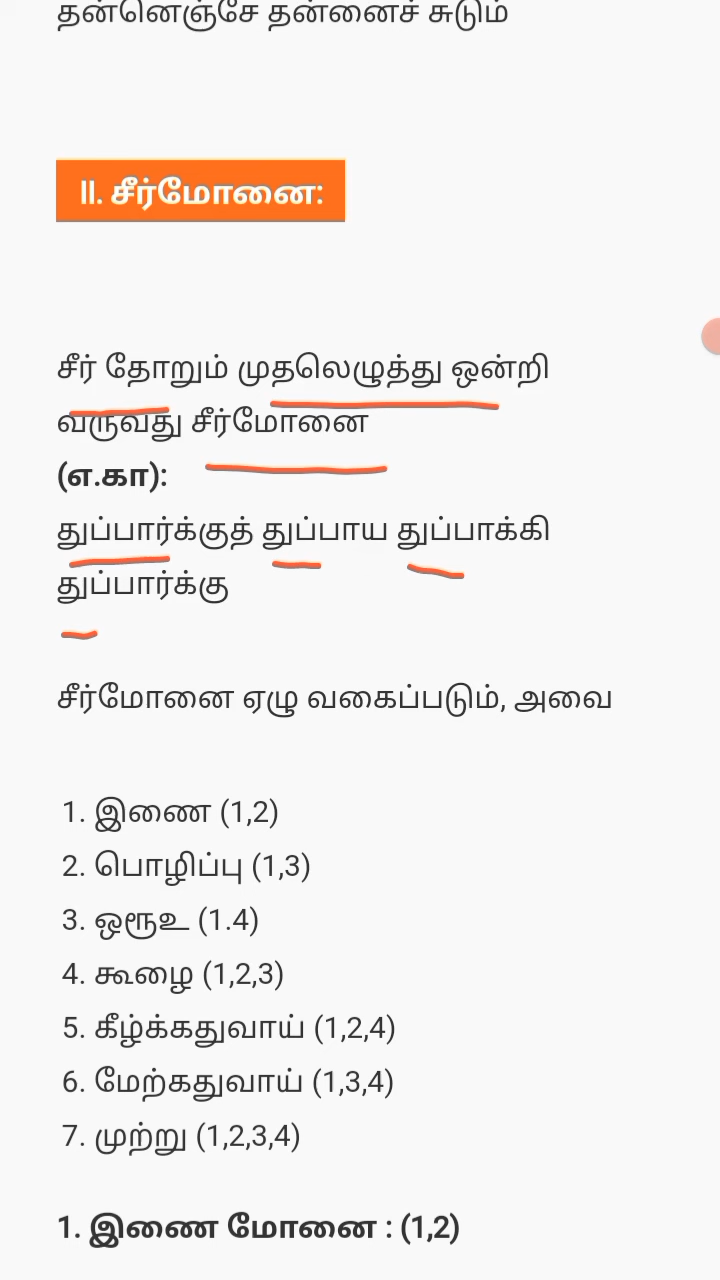 தன்னெஞ்சே தன்னைச் சுடும்
II. சீர்மோனை:
சீர் தோறும் முதலெழுத்து ஒன்றி
வருவது சீர்மோனை
(எ.கா):
துப்பார்க்குத் துப்பாய துப்பாக்கி
துப்பார்க்கு
சீர்மோனை ஏழு வகைப்படும், அவை
1. இணை (1,2)
2. பொழிப்பு (1,3)
3. ஒரூஉ (1.4)
4. கூழை (1,2,3)
5. கீழ்க்கதுவாய் (1,2,4)
6. மேற்கதுவாய் (1,3,4)
7. முற்று (1,2,3,4)
1. இணை மோனை : (1,2)